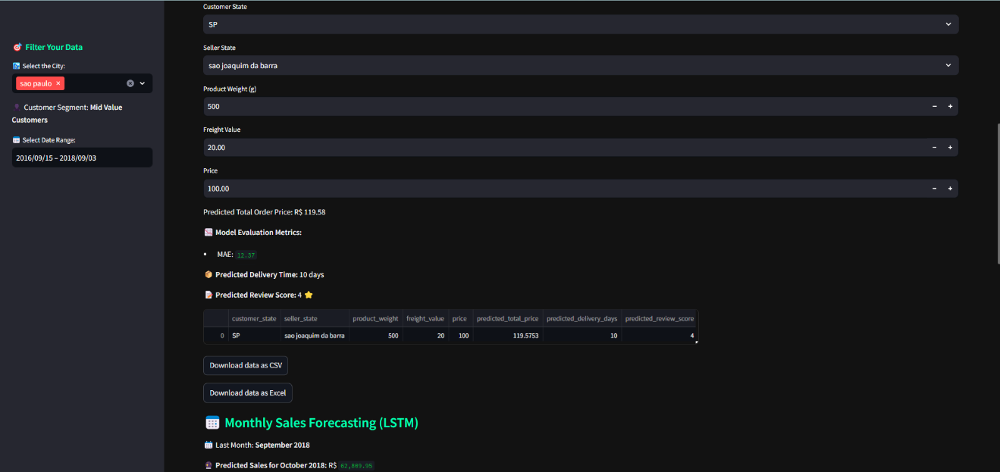 Customer State
SP
Seller State
🎯 Filter Your Data
🏙️ Select the City:
sao joaquim da barra
sao paulo ×
Product Weight (g)
Customer Segment: Mid Value
Customers
500
Freight Value
📅 Select Date Range:
20.00
2016/09/15 – 2018/09/03
Price
100.00
Predicted Total Order Price: R$ 119.58
Model Evaluation Metrics:
• MAE: 12.37
Predicted Delivery Time: 10 days
Predicted Review Score: 4 ⭐
customer_state seller_state product_weight freight_value price predicted_total_price predicted_delivery_days predicted_review_score
0 SP sao joaquim da barra 500 20 100 119.5753 10 4
Download data as CSV
Download data as Excel
Monthly Sales Forecasting (LSTM)
Last Month: September 2018
Predicted Sales for October 2018: R$ 62,809.95